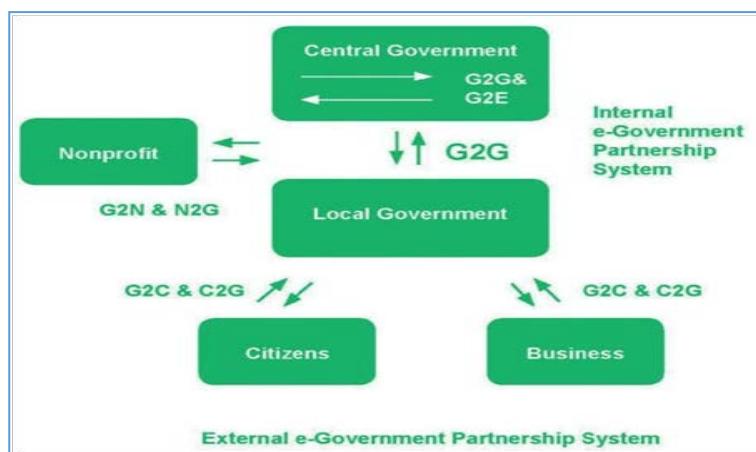 Central Government
G2G&
G2E
Internal
e-Government
Partnership
System
Nonprofit
G2G
G2N & N2G
Local Government
G2C & C2G
G2C & C2G
Citizens
Business
External e-Government Partnership System